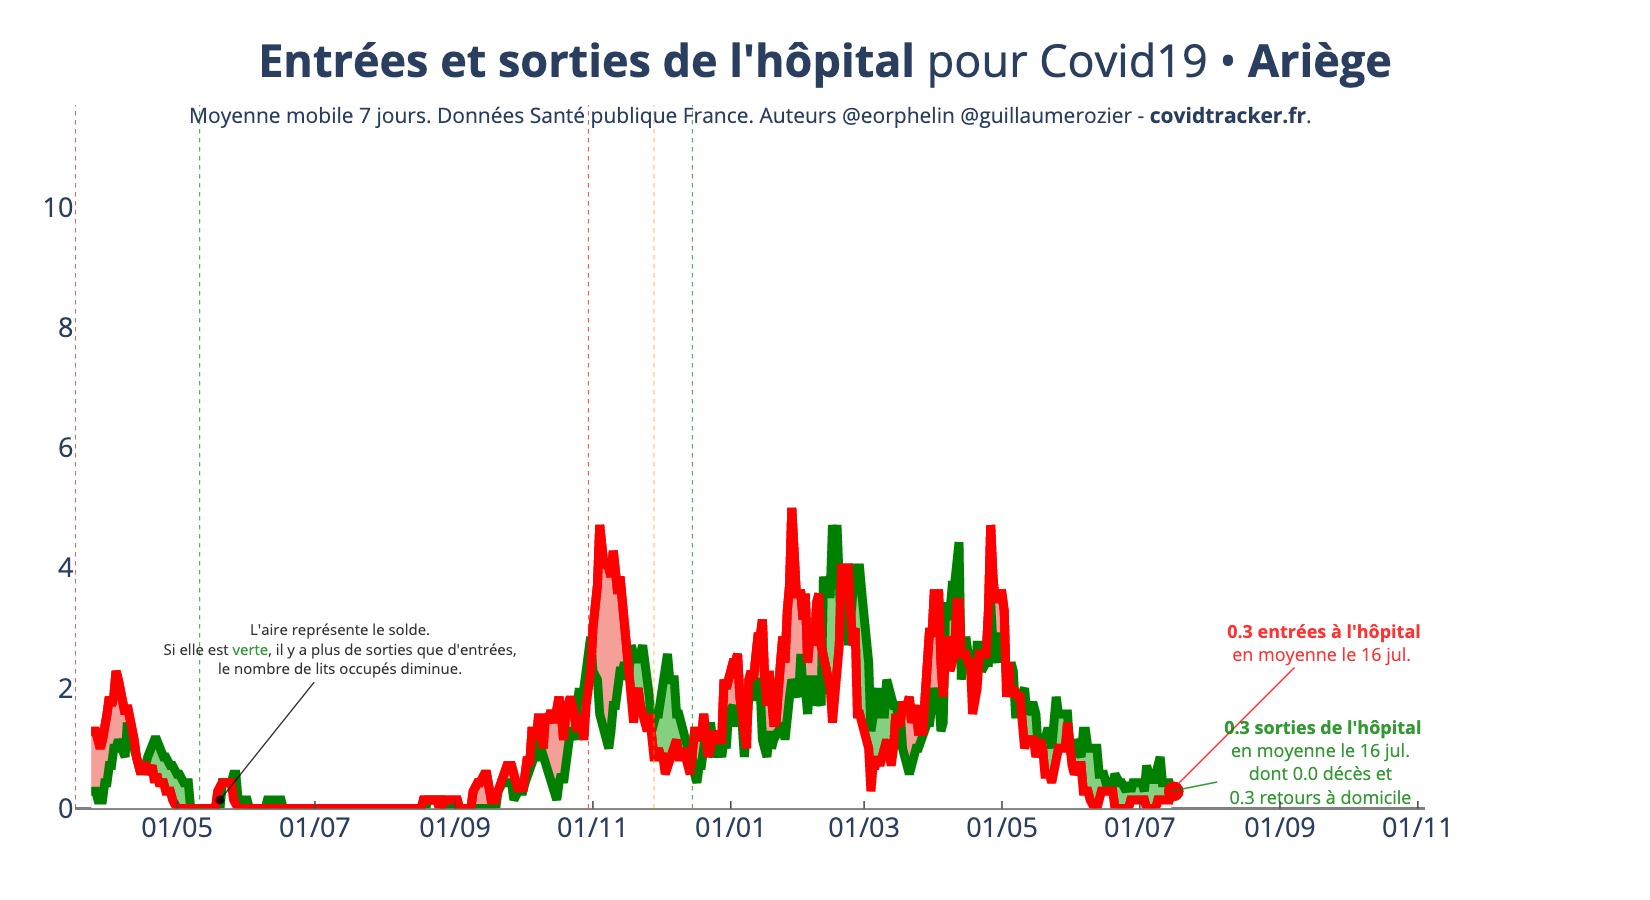 Entrées et sorties de l'hôpital pour Covid19 • Ariège
Moyenne mobile 7 jours. Données Santé publique France. Auteurs @eorphelin @guillaumerozier - covidtracker.fr.
10
8
6
4
2
0
L'aire représente le solde.
Si elle est verte, il y a plus de sorties que d'entrées,
le nombre de lits occupés diminue.
0.3 entrées à l'hôpital
en moyenne le 16 jul.
0.3 sorties de l'hôpital
en moyenne le 16 jul.
dont 0.0 décès et
0.3 retours à domicile
01/05 01/07 01/09 01/11 01/01 01/03 01/05 01/07 01/09 01/11